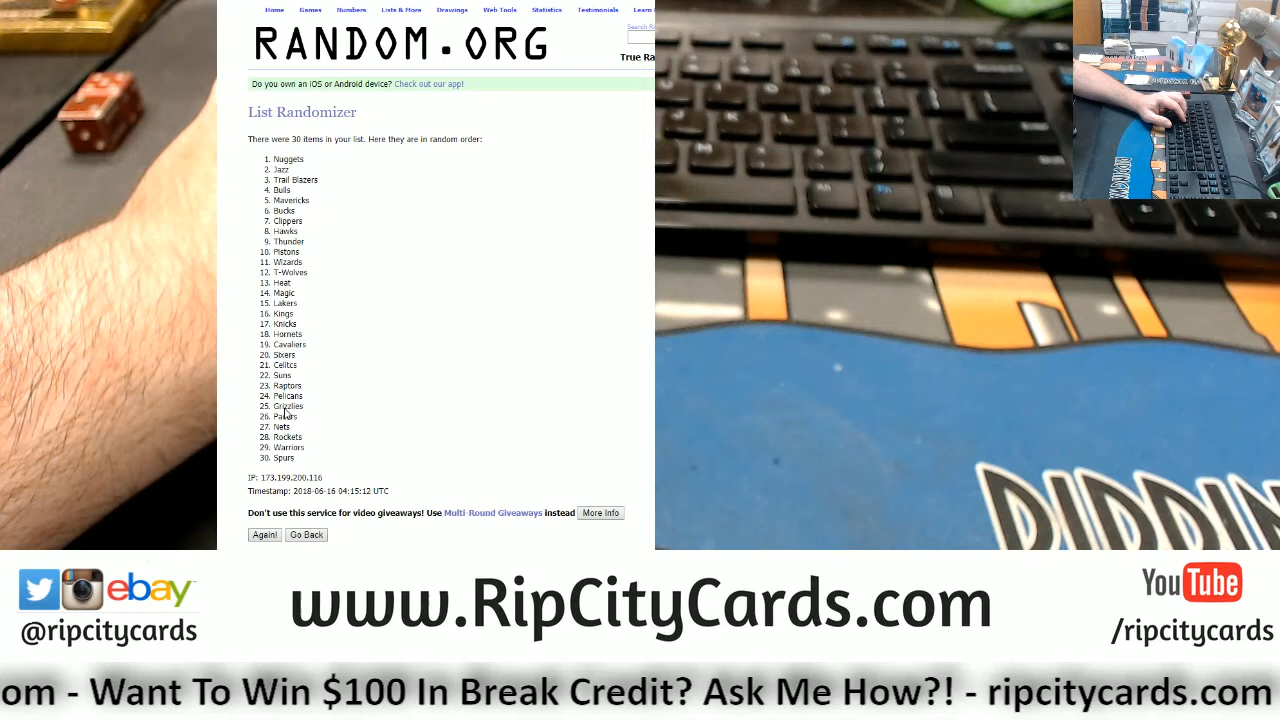 Home Games Numbers Lists & More Drawings Web Tools Statistics Testimonials Learn
RANDOM.ORG
Search
True Ra
Do you own an iOS or Android device? Check out our app!
List Randomizer
There were 30 items in your list. Here they are in random order:
1. Nuggets
2. Jazz
3. Trail Blazers
4. Bulls
5. Mavericks
6. Bucks
7. Clippers
8. Hawks
9. Thunder
10. Pistons
11. Wizards
12. T-Wolves
13. Heat
14. Magic
15. Lakers
16. Kings
17. Knicks
18. Hornets
19. Cavaliers
20. Sixers
21. Celitcs
22. Suns
23. Raptors
24. Pelicans
25. Grizzlies
26. Pacers
27. Nets
28. Rockets
29. Warriors
30. Spurs
IP: 173.199.200.116
Timestamp: 2018-06-16 04:15:12 UTC
Don't use this service for video giveaways! Use Multi-Round Giveaways instead More Info
Again! Go Back
ebay
@ripcitycards
www.RipCityCards.com
YouTube
/ripcitycards
om - Want To Win $100 In Break Credit? Ask Me How?! - ripcitycards.com